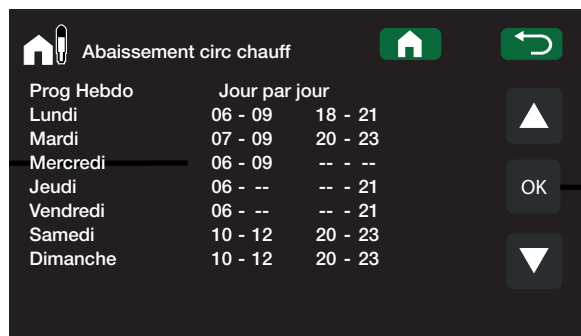 Abaissement circ chauff
Prog Hebdo Jour par jour
Lundi 06 - 09 18 - 21
Mardi 07 - 09 20 - 23
Mercredi 06 - 09 -- - --
Jeudi 06 - -- -- - 21
OK
Vendredi 06 - -- -- - 21
Samedi 10 - 12 20 - 23
Dimanche 10 - 12 20 - 23